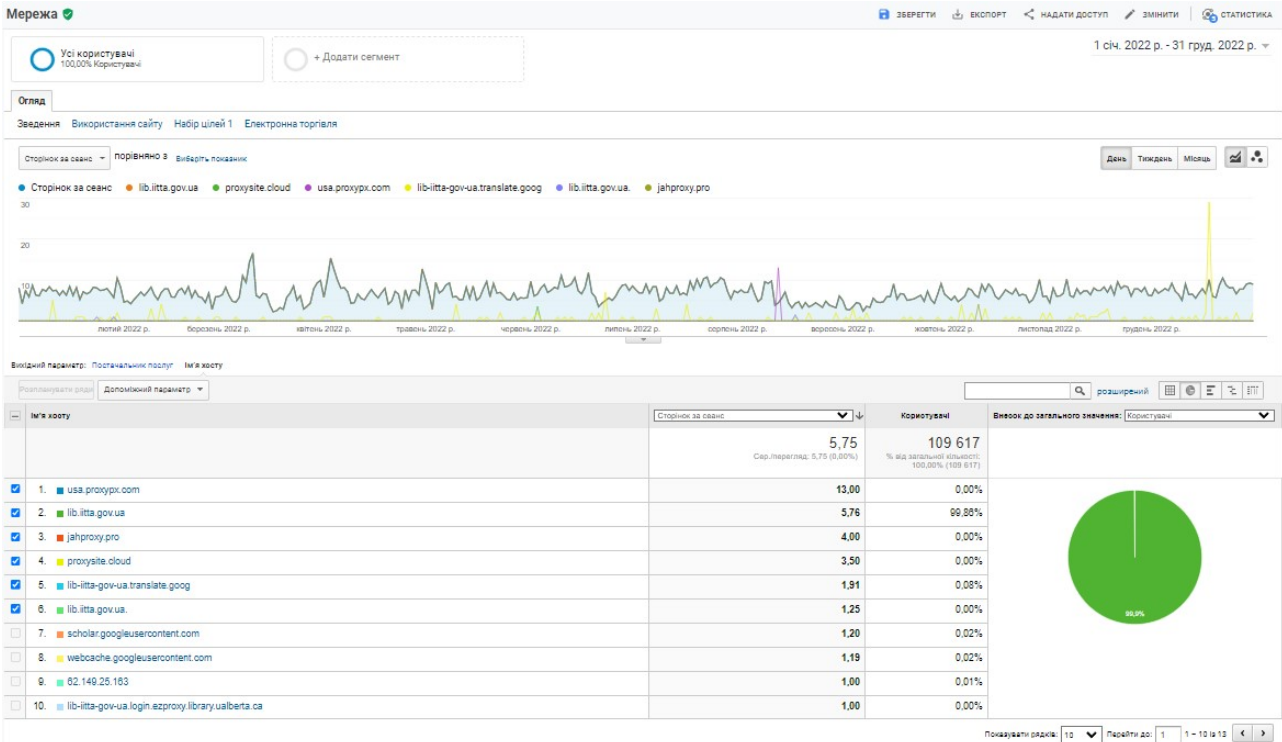 Мережа
ЗБЕРЕГТИ ЕКСПОРТ НАДАТИ ДОСТУП ЗМІНИТИ СТАТИСТИКА
1 січ. 2022 р. - 31 груд. 2022 р.
Усі користувачі
100,00% Користувачі
+ Додати сегмент
Огляд
Зведення Використання сайту Набір цілей 1 Електронна торгівля
Сторінок за сеанс порівняно з Виберіть показник
День Тиждень Місяць
Сторінок за сеанс lib.iitta.gov.ua proxysite.cloud usa.proxypx.com lib-iitta-gov-ua.translate.goog lib.iitta.gov.ua. jahproxy.pro
30
20
10
лютий 2022 р. березень 2022 р. квітень 2022 р. травень 2022 р. червень 2022 р. липень 2022 р. серпень 2022 р. вересень 2022 р. жовтень 2022 р. листопад 2022 р. грудень 2022 р.
Вихідний параметр: Постачальник послуг Ім'я хосту
Розпланувати ряди Допоміжний параметр
розширений
Ім'я хосту Сторінок за сеанс Користувачі Внесок до загального значення: Користувачі
5,75 109 617
Сер./перегляд: 5,75 (0,00%) % від загальної кількості:
100,00% (109 617)
1. usa.proxypx.com 13,00 0,00%
2. lib.iitta.gov.ua 5,76 99,86%
3. jahproxy.pro 4,00 0,00%
4. proxysite.cloud 3,50 0,00%
5. lib-iitta-gov-ua.translate.goog 1,91 0,08%
6. lib.iitta.gov.ua. 1,25 0,00%
99,9%
7. scholar.googleusercontent.com 1,20 0,02%
8. webcache.googleusercontent.com 1,19 0,02%
9. 62.149.25.163 1,00 0,01%
10. lib-iitta-gov-ua.login.ezproxy.library.ualberta.ca 1,00 0,00%
Показувати рядків: 10 Перейти до: 1 1 – 10 із 13